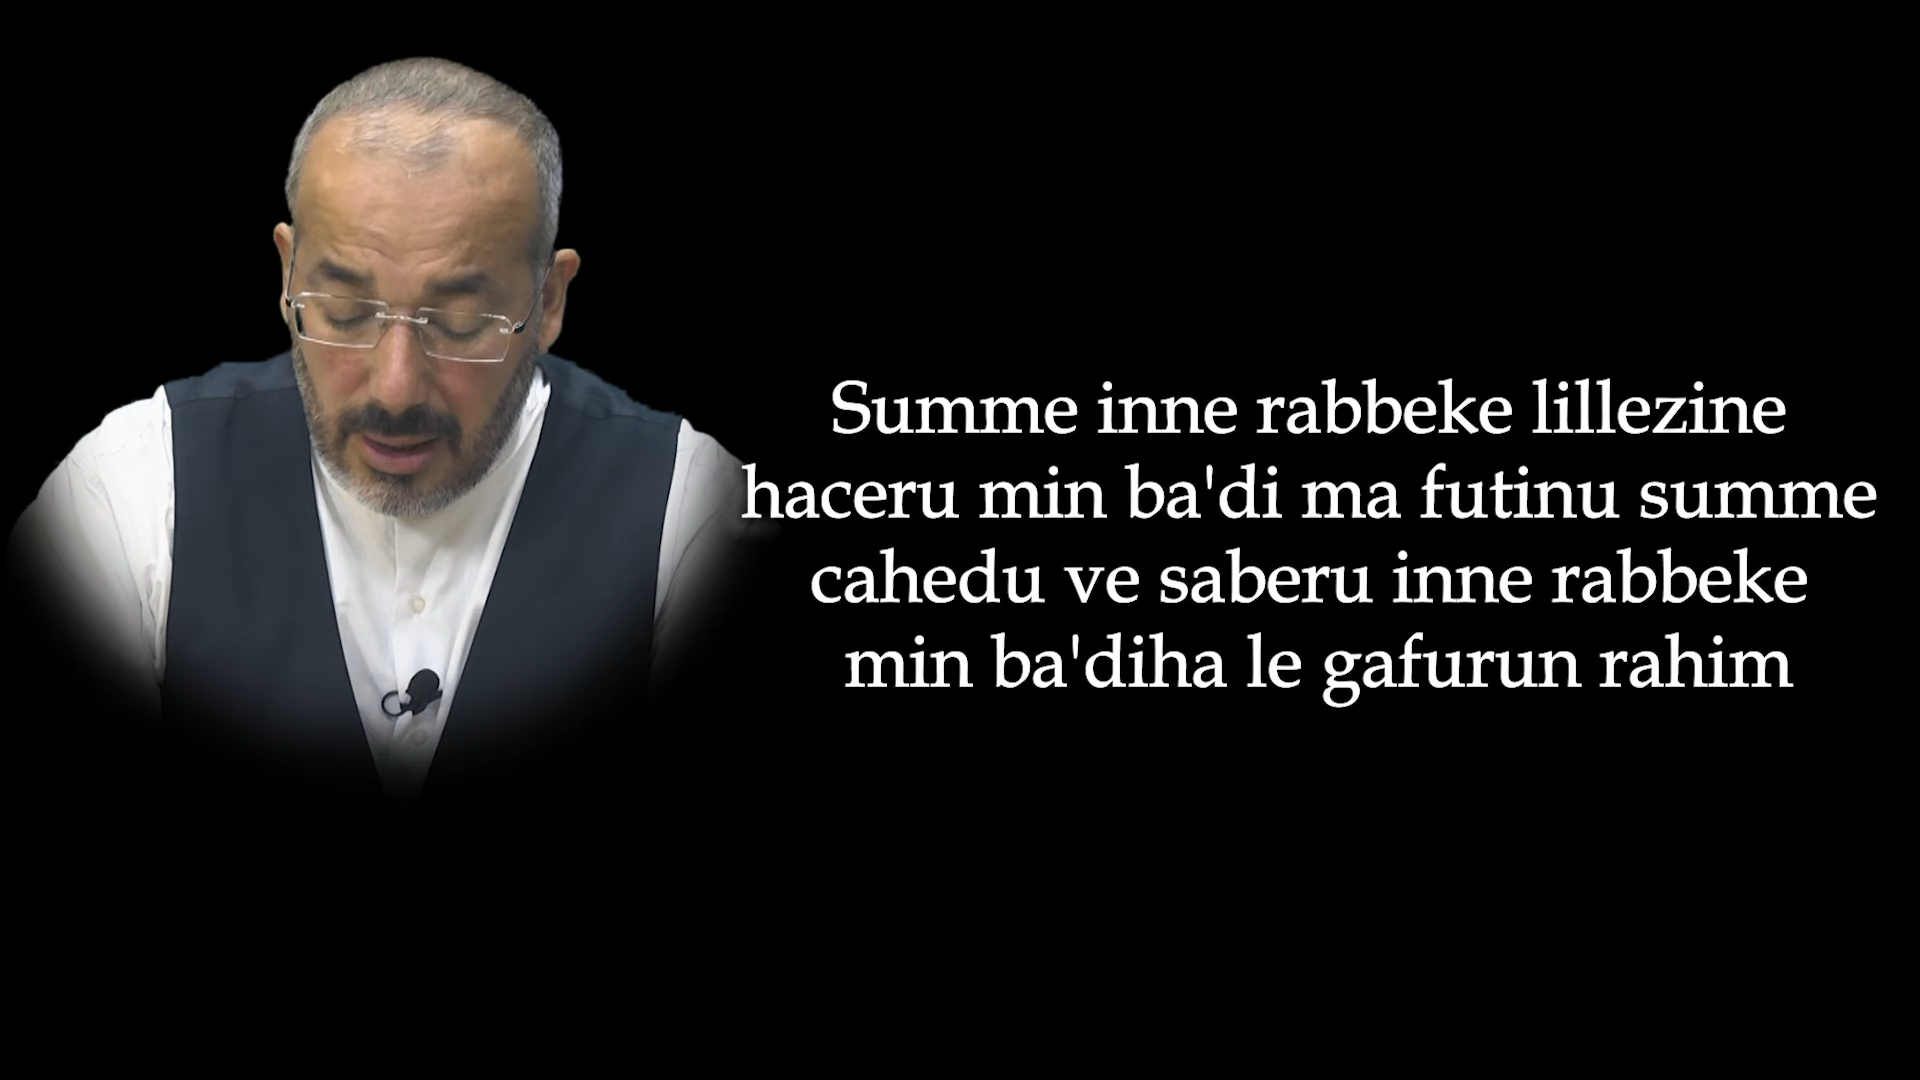 Summe inne rabbeke lillezine
haceru min ba'di ma futinu summe
cahedu ve saberu inne rabbeke
min ba'diha le gafurun rahim